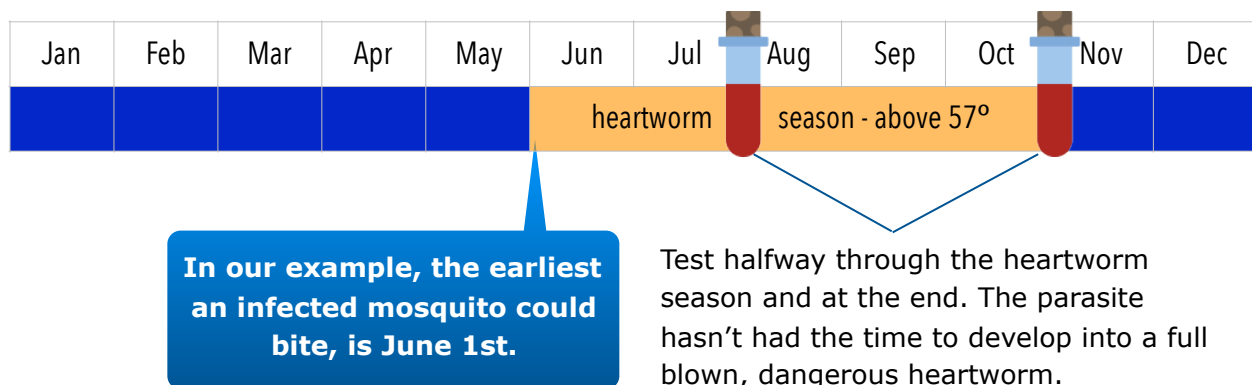 Jan Feb Mar Apr May Jun Jul Aug Sep Oct Nov Dec
heartworm season - above 57º
In our example, the earliest
an infected mosquito could
bite, is June 1st.
Test halfway through the heartworm
season and at the end. The parasite
hasn’t had the time to develop into a full
blown, dangerous heartworm.